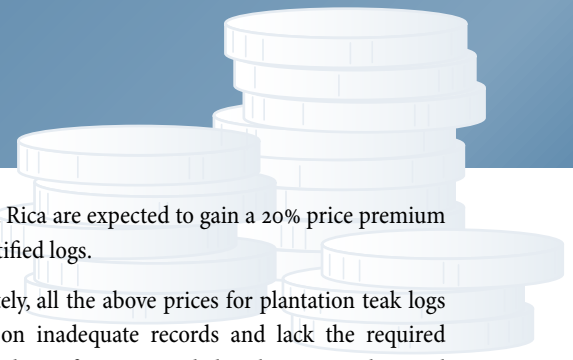 Rica are expected to gain a 20% price premium
tified logs.
tely, all the above prices for plantation teak logs
on inadequate records and lack the required